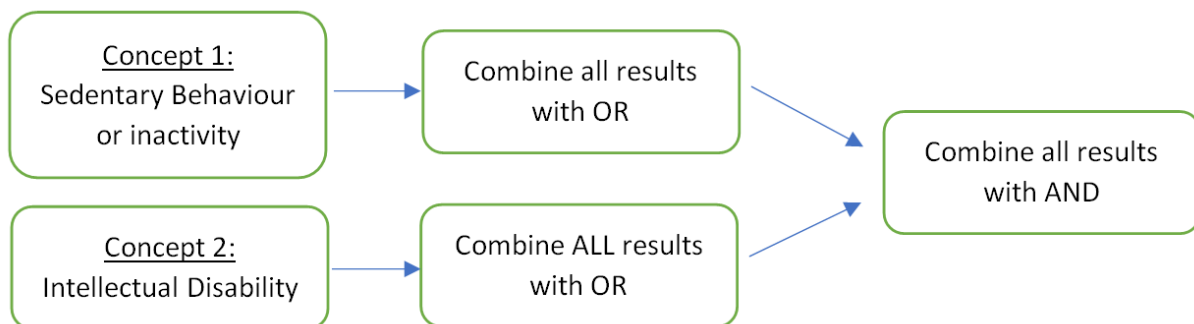 Concept 1:
Sedentary Behaviour
or inactivity
Combine all results
with OR
Concept 2:
Intellectual Disability
Combine ALL results
with OR
Combine all results
with AND